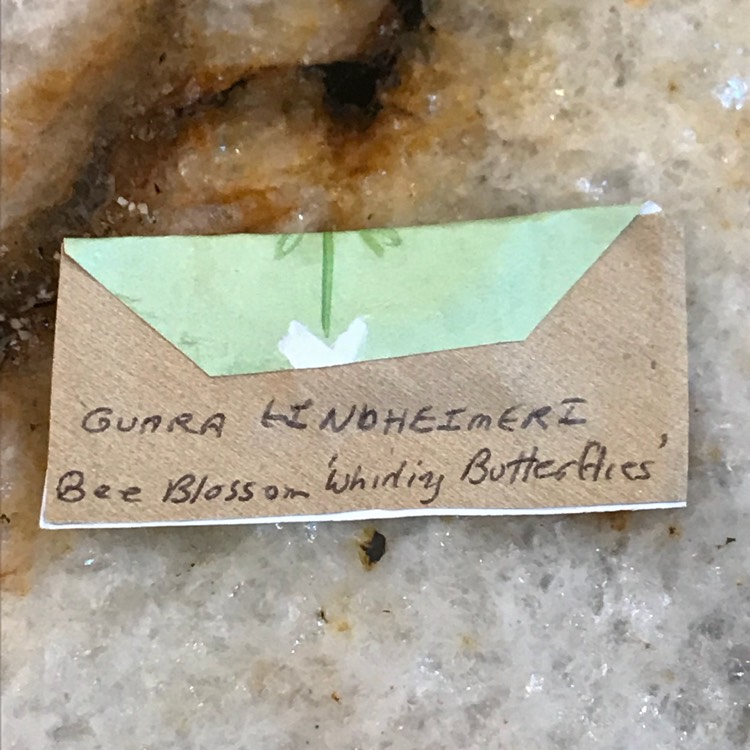 GUARA LINDHEIMERI
Bee Blossom 'Whirling Butterflies'